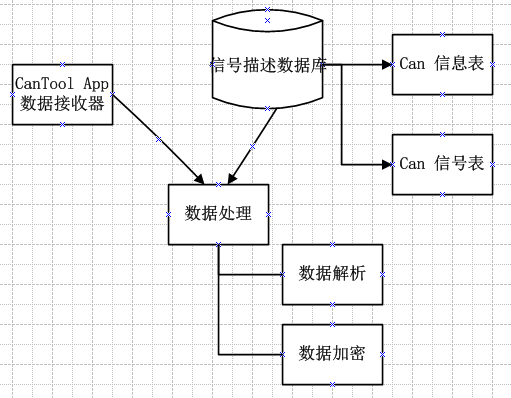 信号描述数据库
Can 信息表
CanTool App
数据接收器
Can 信号表
数据处理
数据解析
数据加密